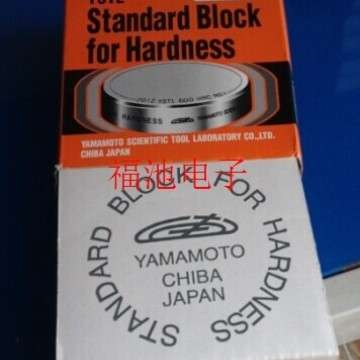 Standard Block
for Hardness
HARDNESS
YAMAMOTO SCIENTIFIC TOOL LABORATORY CO.,LTD.
CHIBA JAPAN
福池电子
STANDARD BLOCK FOR HARDNESS
YAMAMOTO
CHIBA
JAPAN